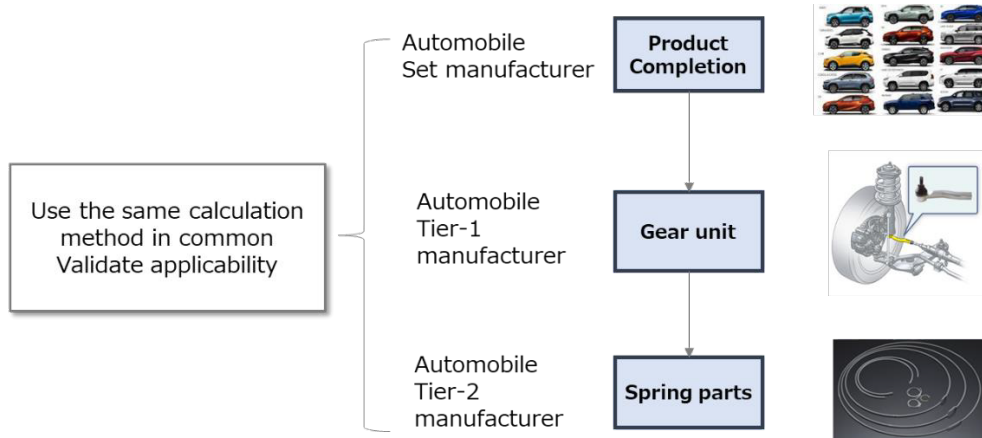 Automobile
Set manufacturer
Product
Completion
Use the same calculation
method in common
Validate applicability
Automobile
Tier-1
manufacturer
Gear unit
Automobile
Tier-2
manufacturer
Spring parts